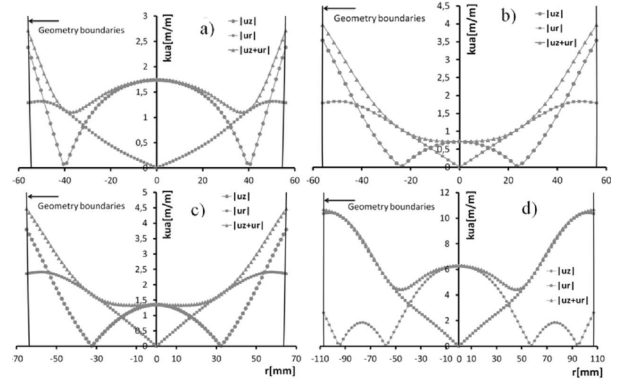 kua[m/m]
a)
Geometry boundaries
|uz|
|ur|
|uz+ur|
3
2,5
2
1,5
1
0,5
0
-60 -40 -20 0 20 40 60
kua[m/m]
b)
Geometry boundaries
|uz|
|ur|
|uz+ur|
4,5
4
3,5
3
2,5
2
1,5
1
0,5
0
-60 -40 -20 0 20 40 60
kua[m/m]
c)
Geometry boundaries
|uz|
|ur|
|uz+ur|
5
4,5
4
3,5
3
2,5
2
1,5
1
0,5
0
-70 -50 -30 -10 10 30 50 70
r[mm]
kua[m/m]
d)
Geometry boundaries
|uz|
|ur|
|uz+ur|
12
10
8
6
4
2
0
-110 -90 -70 -50 -30 -10 0 10 30 50 70 90 110
r[mm]